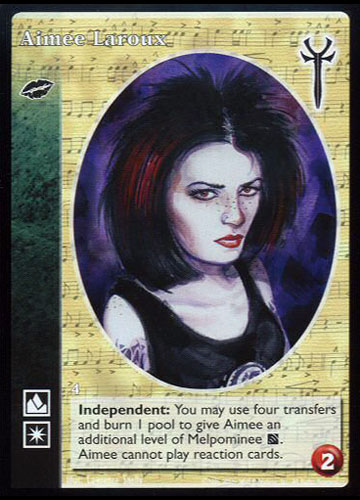 Aimee Laroux
4
Independent: You may use four transfers
and burn 1 pool to give Aimee an
additional level of Melpominee.
Aimee cannot play reaction cards.
2